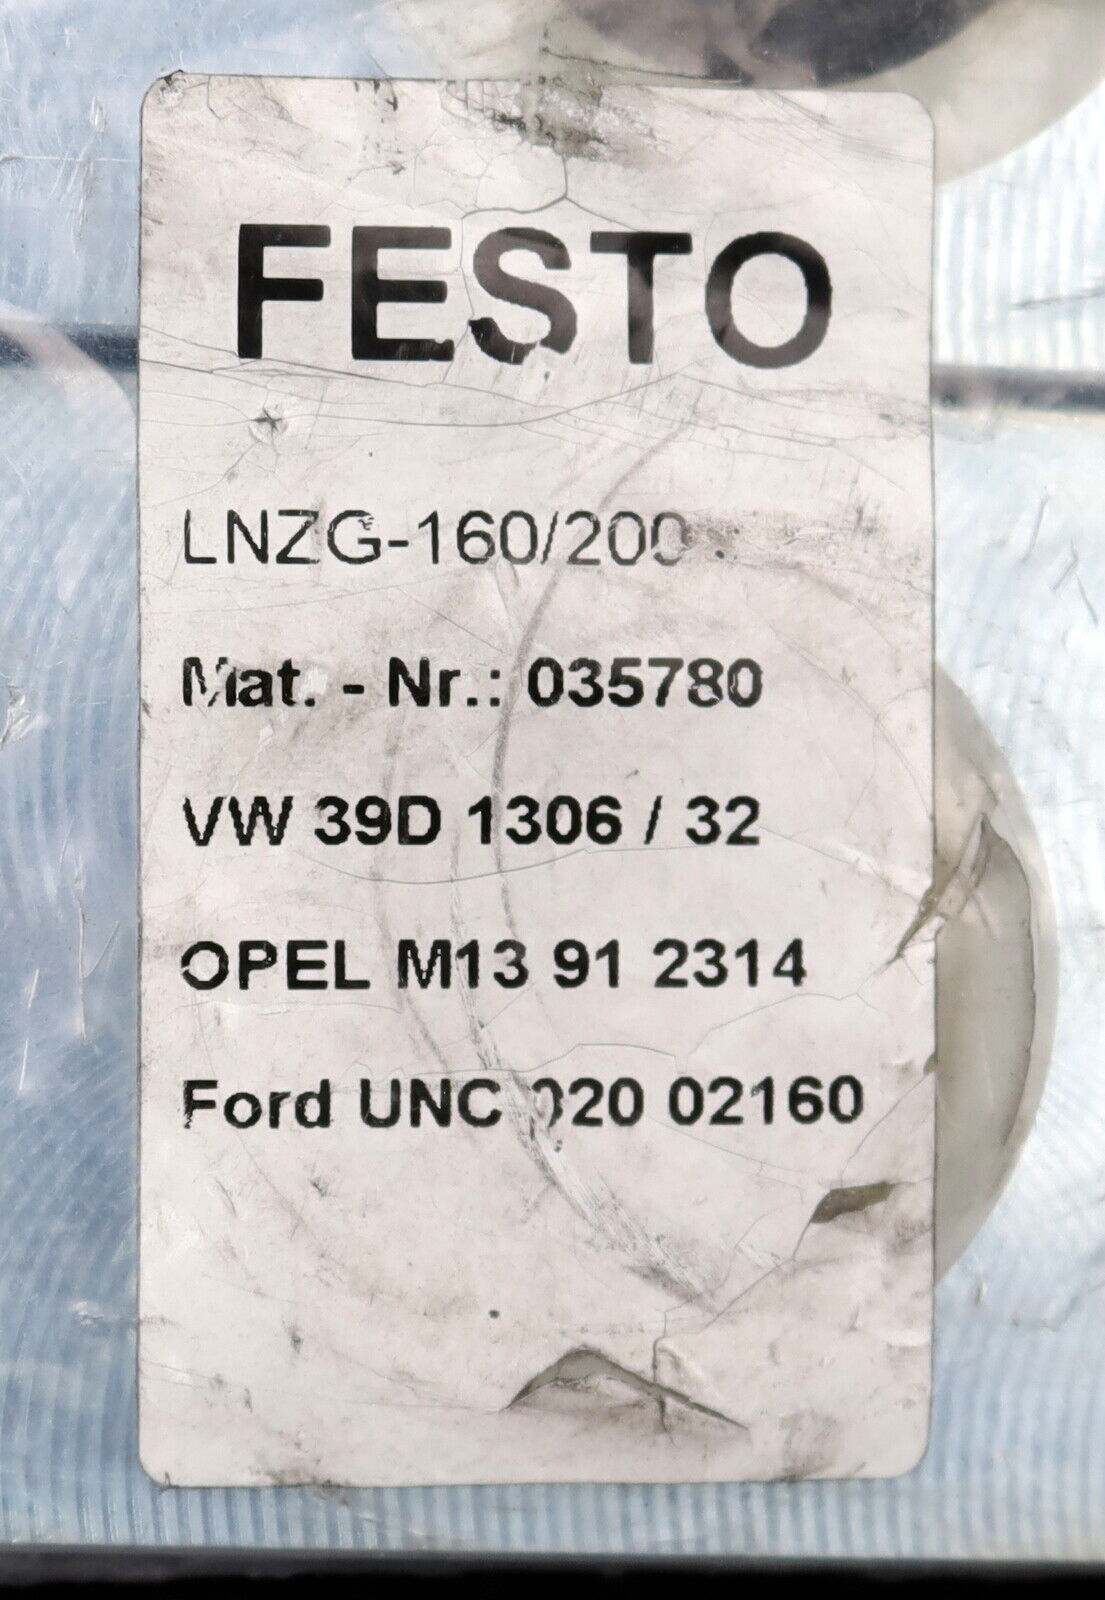 FESTO
LNZG-160/200
Mat. - Nr.: 035780
VW 39D 1306 / 32
OPEL M13 91 2314
Ford UNC 020 02160